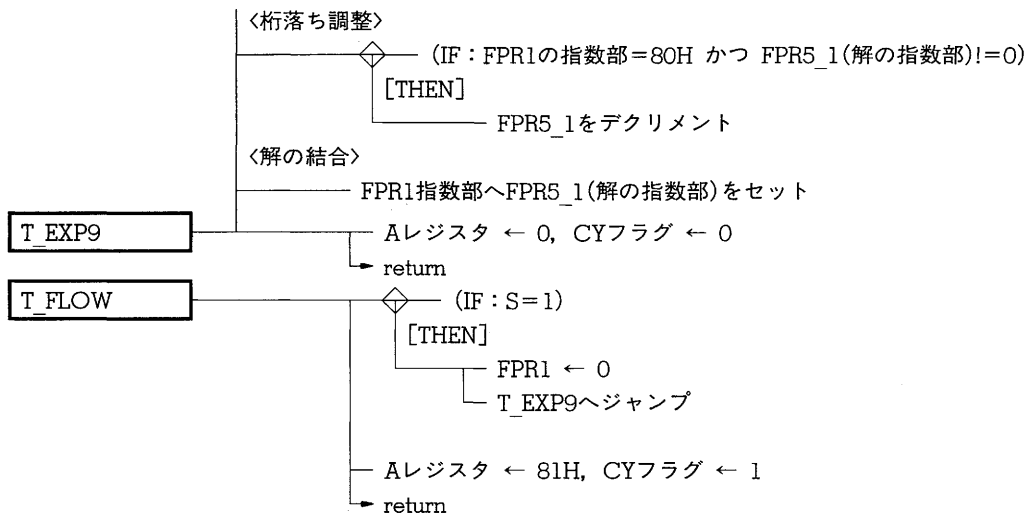 〈桁落ち調整〉
(IF：FPR1の指数部＝80H かつ FPR5_1(解の指数部)!=0)
[THEN]
FPR5_1をデクリメント
〈解の結合〉
FPR1指数部へFPR5_1(解の指数部)をセット
T_EXP9
Aレジスタ ← 0, CYフラグ ← 0
return
T_FLOW
(IF：S＝1)
[THEN]
FPR1 ← 0
T_EXP9へジャンプ
Aレジスタ ← 81H, CYフラグ ← 1
return